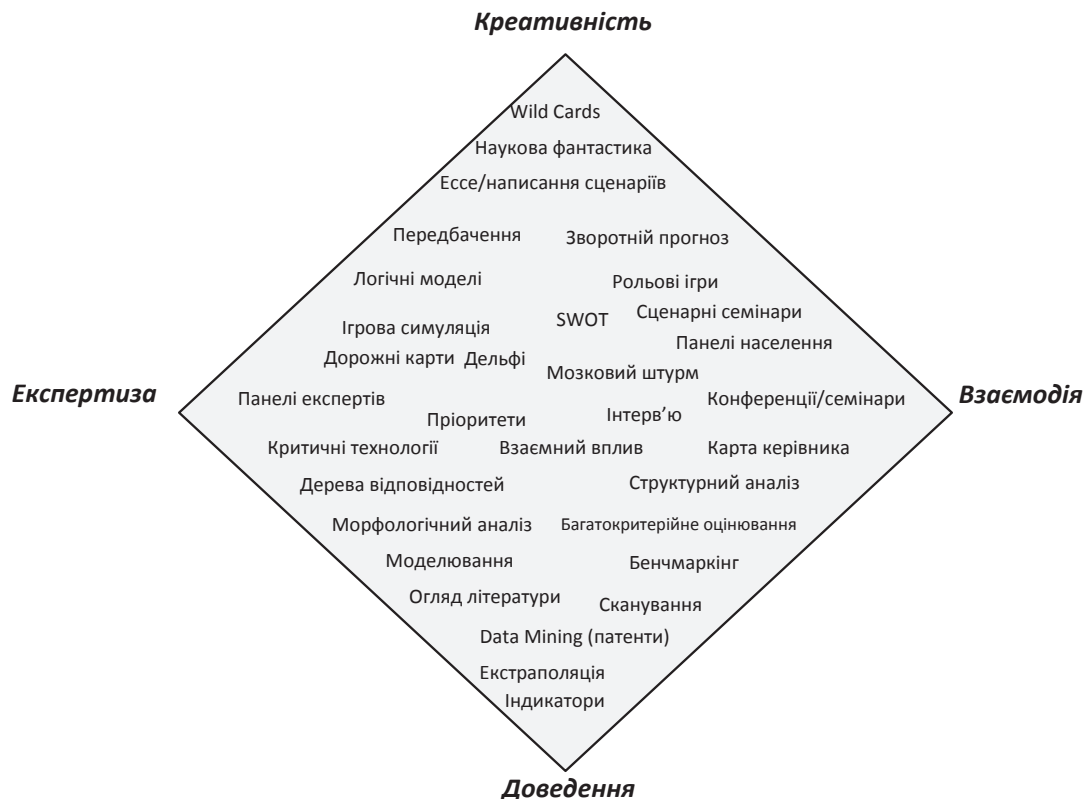 Креативність
Wild Cards
Наукова фантастика
Ессе/написання сценаріїв
Передбачення
Зворотній прогноз
Логічні моделі
Рольові ігри
Ігрова симуляція
SWOT
Сценарні семінари
Панелі населення
Дорожні карти
Дельфі
Мозковий штурм
Експертиза
Взаємодія
Панелі експертів
Пріоритети
Інтерв’ю
Конференції/семінари
Критичні технології
Взаємний вплив
Карта керівника
Дерева відповідностей
Структурний аналіз
Морфологічний аналіз
Багатокритерійне оцінювання
Моделювання
Бенчмаркінг
Огляд літератури
Сканування
Data Mining (патенти)
Екстраполяція
Індикатори
Доведення